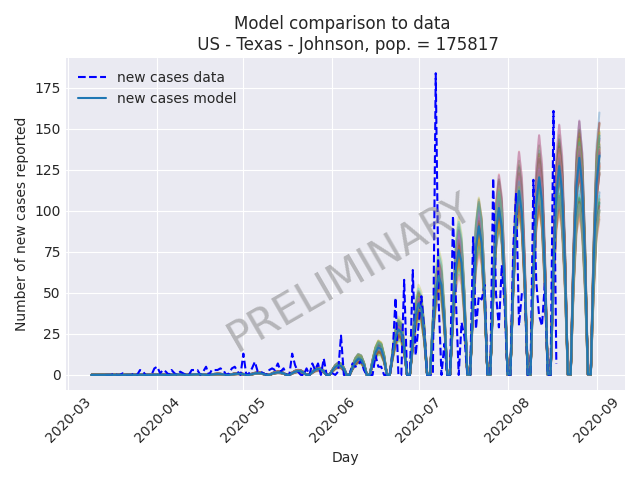 Model comparison to data
US - Texas - Johnson, pop. = 175817
new cases data
new cases model
Number of new cases reported
175
150
125
100
75
50
25
0
PRELIMINARY
2020-03
2020-04
2020-05
2020-06
2020-07
2020-08
2020-09
Day